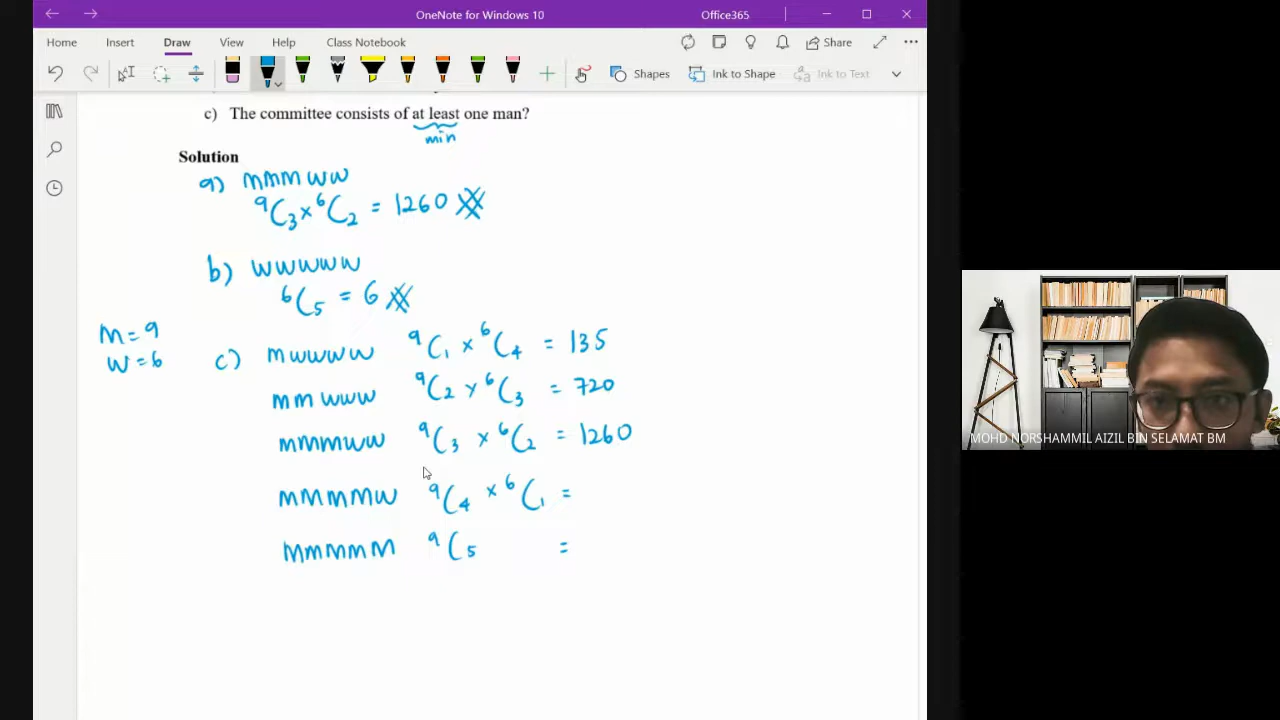 OneNote for Windows 10
Office365
Home Insert Draw View Help Class Notebook
Share
Shapes Ink to Shape Ink to Text
c) The committee consists of at least one man?
min
Solution
a) mmmww
⁹C₃ × ⁶C₂ = 1260
b) wwwww
⁶C₅ = 6
m = 9
w = 6
c) mwwww ⁹C₁ × ⁶C₄ = 135
mmwww ⁹C₂ × ⁶C₃ = 720
mmmww ⁹C₃ × ⁶C₂ = 1260
mmmmw ⁹C₄ × ⁶C₁ =
mmmmm ⁹C₅ =
MOHD NORSHAMMIL AIZIL BIN SELAMAT BM